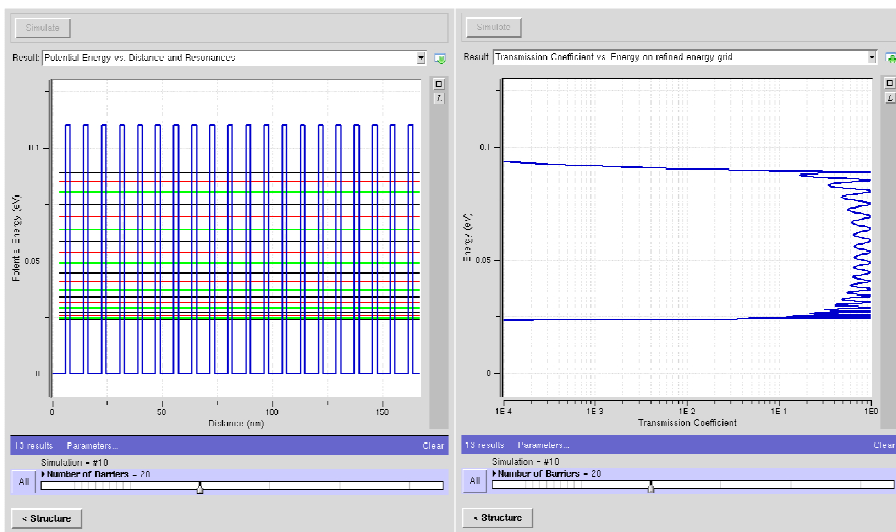 Simulate
Result: Potential Energy vs. Distance and Resonances
L
Potential Energy (eV)
0.1
0.05
0
0
50
100
150
Distance (nm)
13 results Parameters... Clear
Simulation = #10
All
Number of Barriers = 20
< Structure
Simulate
Result: Transmission Coefficient vs. Energy on refined energy grid
L
Energy (eV)
0.1
0.05
0
1E-4
1E-3
1E-2
1E-1
1E0
Transmission Coefficient
13 results Parameters... Clear
Simulation = #10
All
Number of Barriers = 20
< Structure